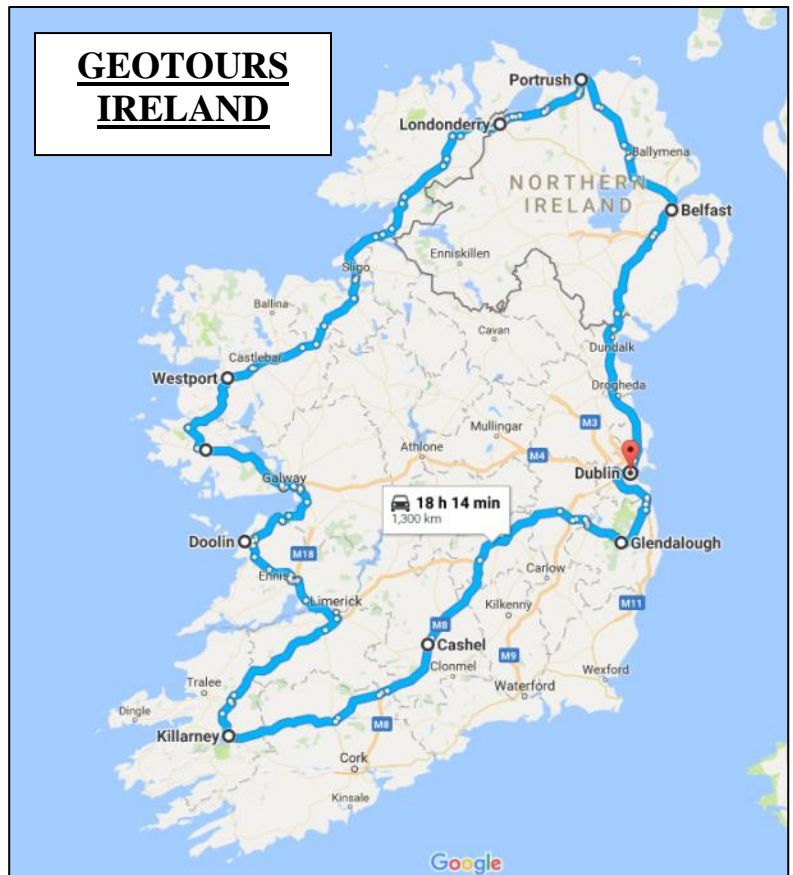 GEOTOURS
IRELAND
Portrush
Londonderry
Ballymena
NORTHERN
IRELAND
Belfast
Enniskillen
Sligo
Ballina
Cavan
Dundalk
Castlebar
Westport
Drogheda
M3
Mullingar
Athlone
M4
Dublin
Galway
18 h 14 min
1,300 km
Doolin
Glendalough
M18
Ennis
Carlow
Limerick
Kilkenny
M11
M8
Cashel
M9
Clonmel
Wexford
Tralee
Waterford
Dingle
M8
Killarney
Cork
Kinsale
Google